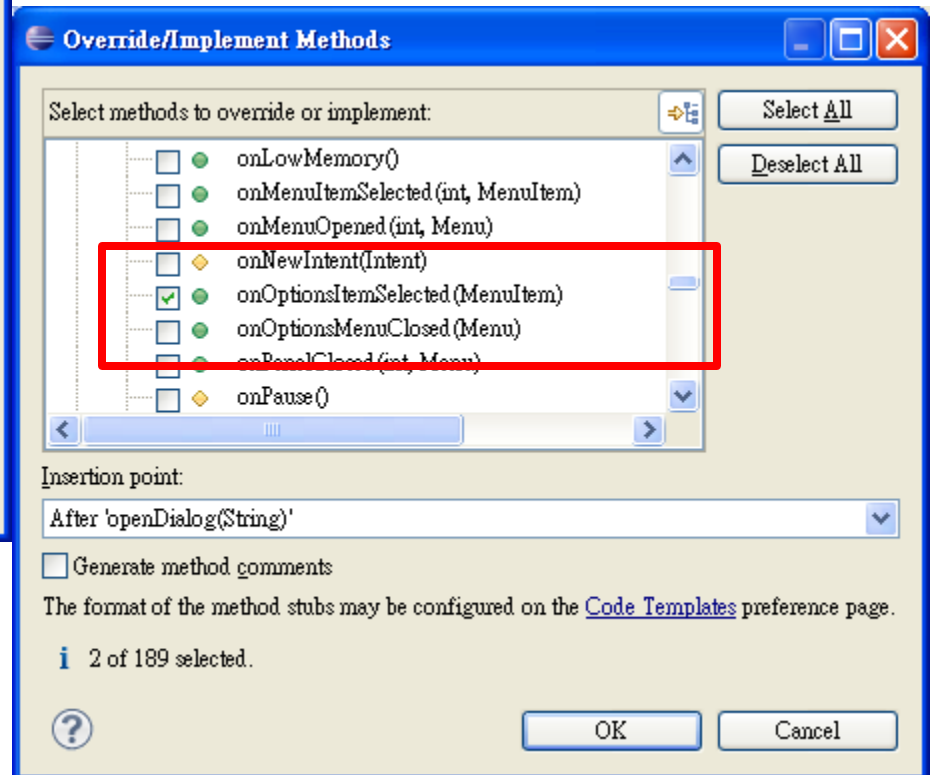 Override/Implement Methods
Select methods to override or implement:
Select All
Deselect All
onLowMemory()
onMenuItemSelected(int, MenuItem)
onMenuOpened(int, Menu)
onNewIntent(Intent)
onOptionsItemSelected(MenuItem)
onOptionsMenuClosed(Menu)
onPanelClosed(int, Menu)
onPause()
Insertion point:
After 'openDialog(String)'
Generate method comments
The format of the method stubs may be configured on the Code Templates preference page.
i 2 of 189 selected.
?
OK
Cancel